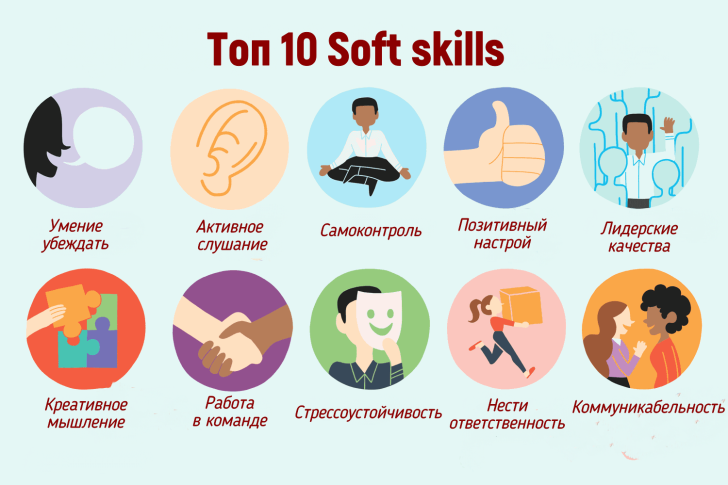 Топ 10 Soft skills
Умение
убеждать
Активное
слушание
Самоконтроль
Позитивный
настрой
Лидерские
качества
Креативное
мышление
Работа
в команде
Стрессоустойчивость
Нести
ответственность
Коммуникабельность